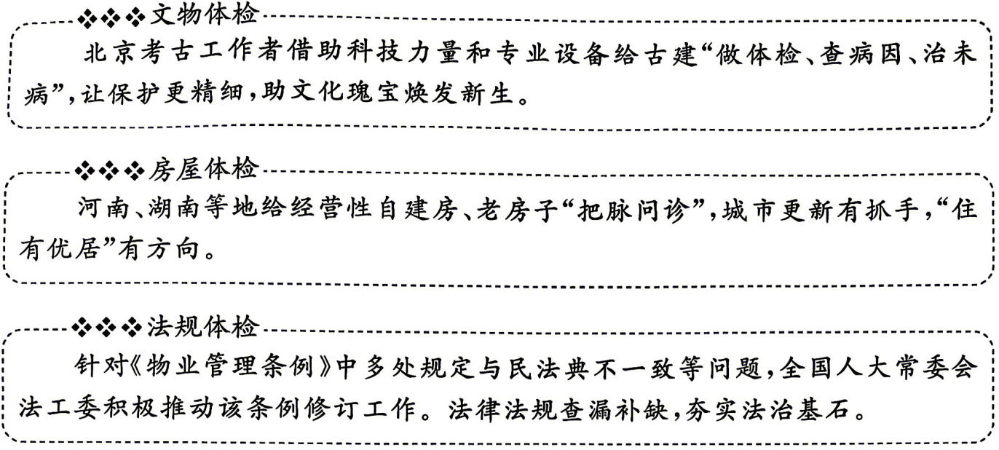 ❖❖❖文物体检
北京考古工作者借助科技力量和专业设备给古建“做体检、查病因、治未
病”，让保护更精细，助文化瑰宝焕发新生。
❖❖❖房屋体检
河南、湖南等地给经营性自建房、老房子“把脉问诊”，城市更新有抓手，“住
有优居”有方向。
❖❖❖法规体检
针对《物业管理条例》中多处规定与民法典不一致等问题，全国人大常委会
法工委积极推动该条例修订工作。法律法规查漏补缺，夯实法治基石。